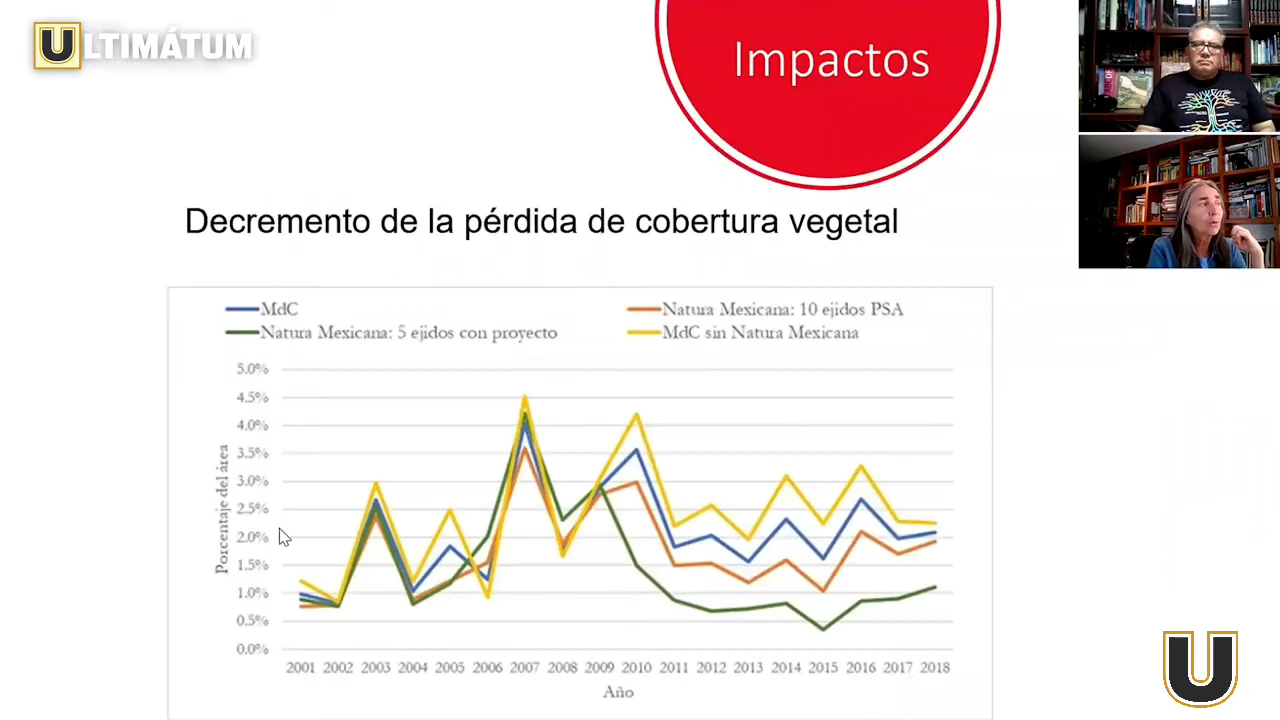 ULTIMÁTUM
Impactos
Decremento de la pérdida de cobertura vegetal
MdC
Natura Mexicana: 10 ejidos PSA
Natura Mexicana: 5 ejidos con proyecto
MdC sin Natura Mexicana
Porcentaje del área
5.0%
4.5%
4.0%
3.5%
3.0%
2.5%
2.0%
1.5%
1.0%
0.5%
0.0%
2001 2002 2003 2004 2005 2006 2007 2008 2009 2010 2011 2012 2013 2014 2015 2016 2017 2018
Año
U